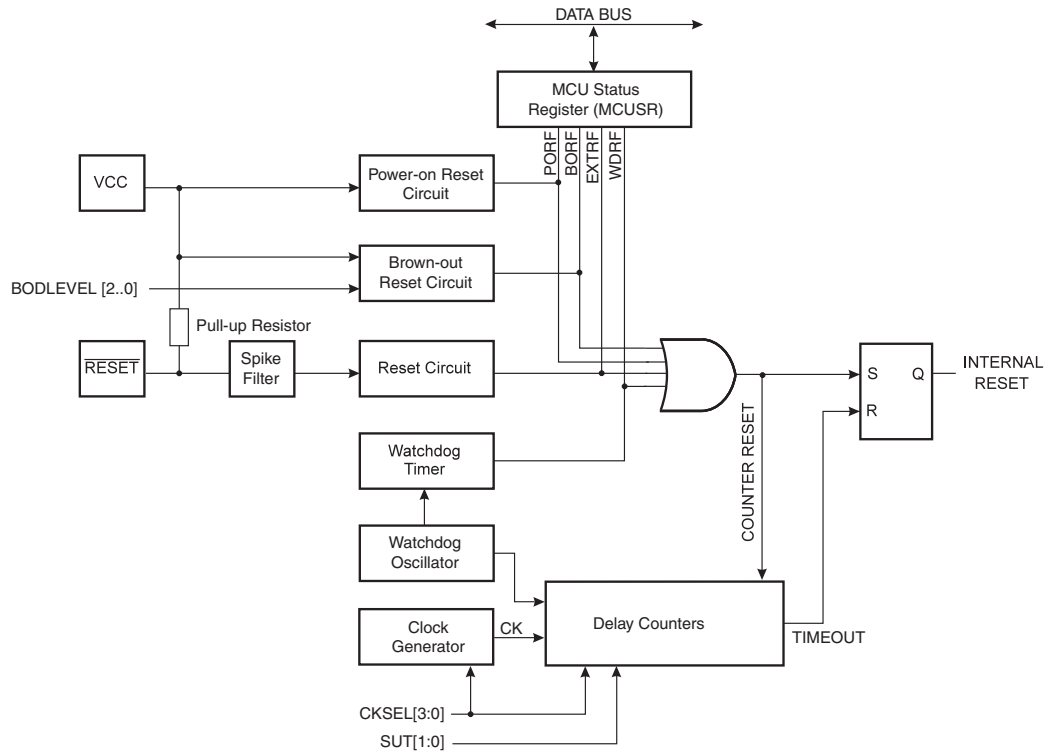 DATA BUS
MCU Status
Register (MCUSR)
PORF
BORF
EXTRF
WDRF
VCC
Power-on Reset
Circuit
Brown-out
Reset Circuit
BODLEVEL [2..0]
Pull-up Resistor
RESET
Spike
Filter
Reset Circuit
S
Q
R
INTERNAL
RESET
Watchdog
Timer
COUNTER RESET
Watchdog
Oscillator
Clock
Generator
CK
Delay Counters
TIMEOUT
CKSEL[3:0]
SUT[1:0]